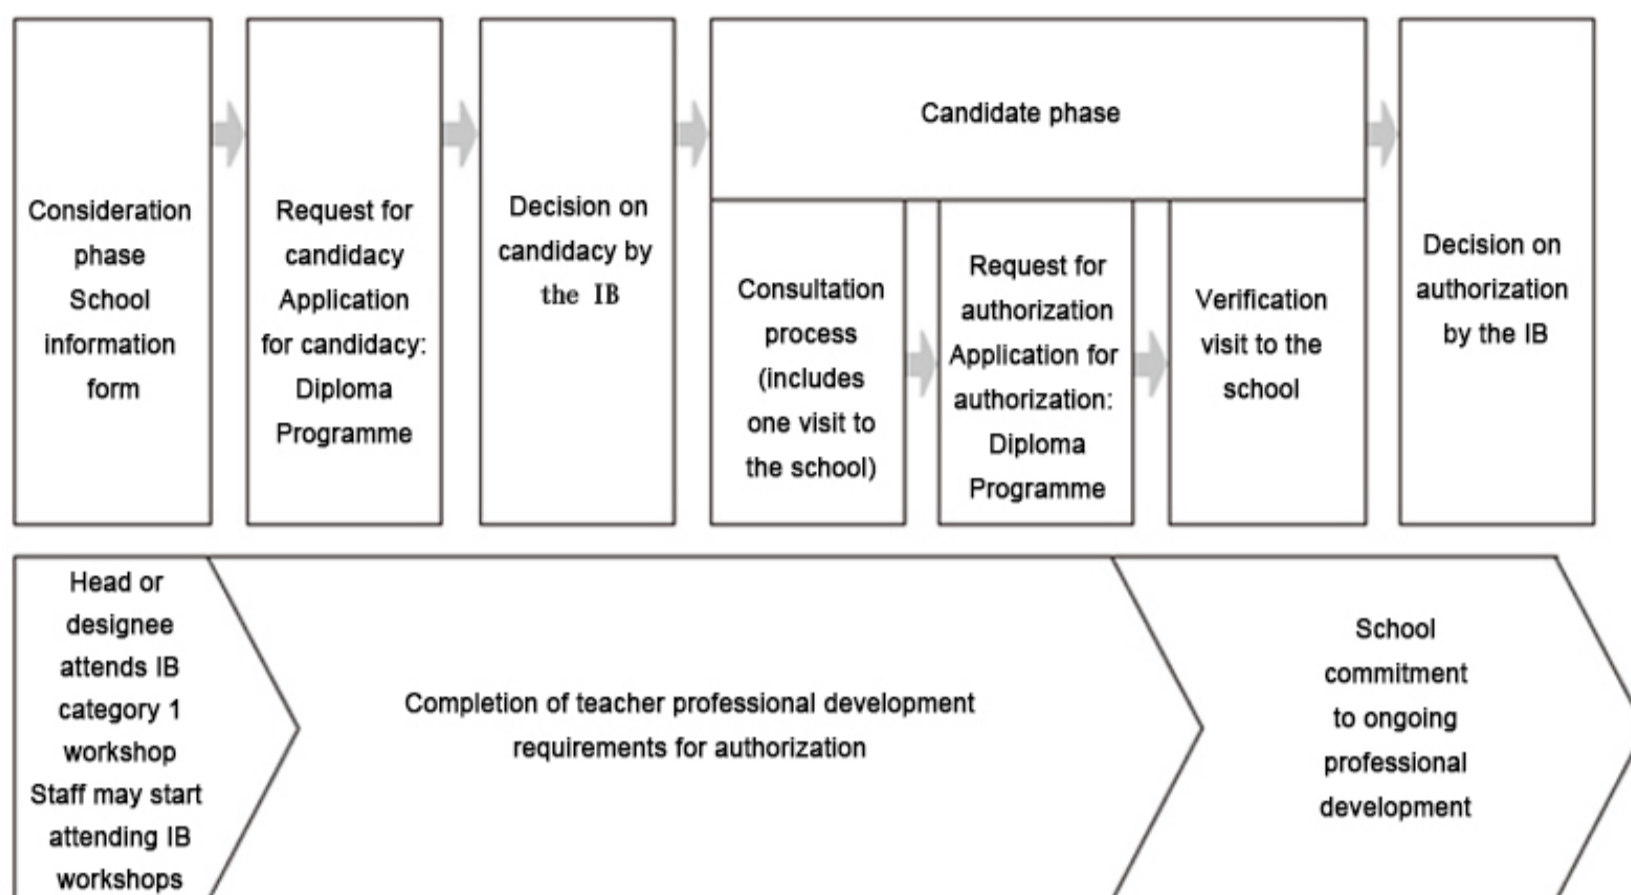 Consideration
phase
School
information
form
Request for
candidacy
Application
for candidacy:
Diploma
Programme
Decision on
candidacy by
the IB
Candidate phase
Consultation
process
(includes
one visit to
the school)
Request for
authorization
Application for
authorization:
Diploma
Programme
Verification
visit to the
school
Decision on
authorization
by the IB
Head or
designee
attends IB
category 1
workshop
Staff may start
attending IB
workshops
Completion of teacher professional development
requirements for authorization
School
commitment
to ongoing
professional
development